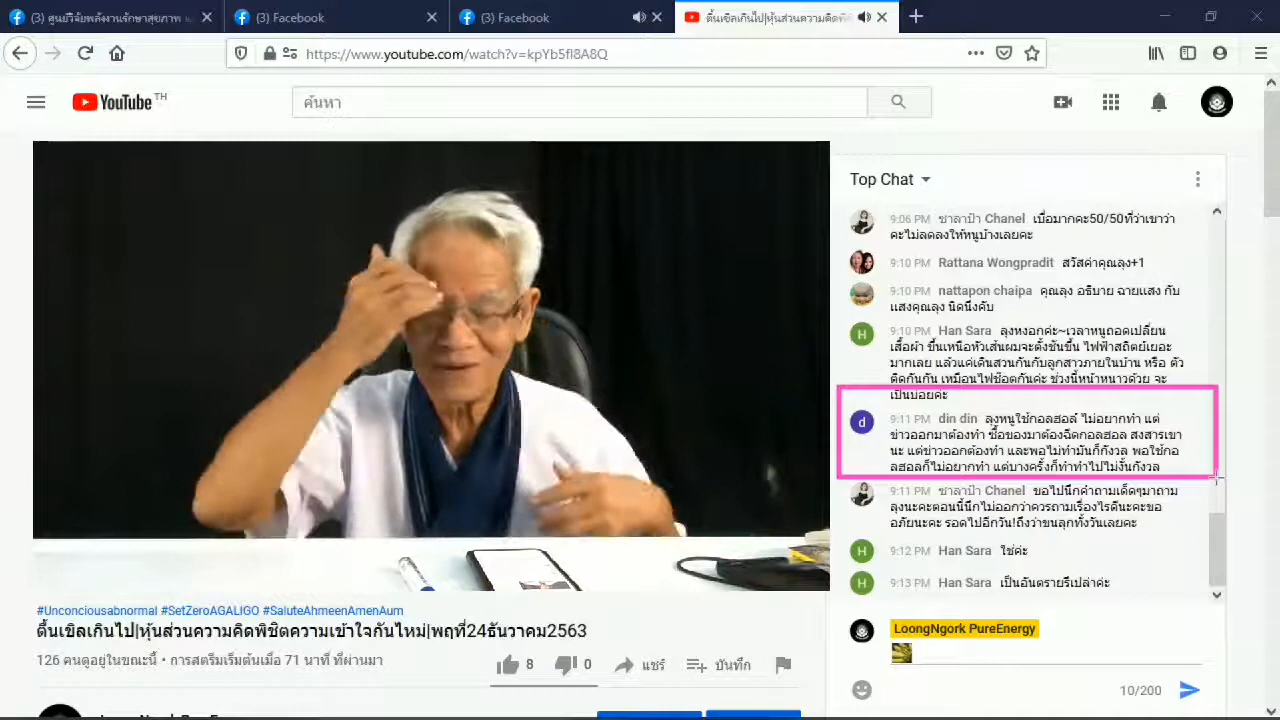 (3) ศูนย์วิจัยพลังงานรักสุขภาพ
(3) Facebook
(3) Facebook
ตื้นเขิลเกินไป|หุ้นส่วนความคิดพิ
https://www.youtube.com/watch?v=kpYb5fI8A8Q
YouTube TH
ค้นหา
Top Chat
9:06 PM ชาลาป๋า Chanel เบื่อมากคะ50/50ที่ว่าเขาว่า
คะไม่ลดลงให้หนูบ้างเลยคะ
9:10 PM Rattana Wongpradit สวัสค่าคุณลุง+1
9:10 PM nattapon chaipa คุณลุง อธิบาย ฉายแสง กับ
แสงคุณลุง นิดนึงคับ
9:10 PM Han Sara ลุงหงอกค่ะ~เวลาหนูถอดเปลี่ยน
เสื้อผ้า ขึ้นเหนือหัวเส้นผมจะตั้งชันขึ้น ไฟฟ้าสถิตย์เยอะ
มากเลย แล้วแค่เดินสวนกันกับลูกสาวภายในบ้าน หรือ ตัว
ติดกันกัน เหมือนไฟช๊อตกันค่ะ ช่วงนี้หน้าหนาวด้วย จะ
เป็นบ่อยค่ะ
d
9:11 PM din din ลุงหนูใช้กอลฮอล์ ไม่อยากทำ แต่
ข่าวออกมาต้องทำ ซื้อของมาต้องฉีดกอลฮอล สงสารเขา
นะ แต่ข่าวออกต้องทำ และพอไม่ทำมันก็กังวล พอใช้กอ
ลฮอลก็ไม่อยากทำ แต่บางครั้งก็ทำทำไปไม่งั้นกังวล
9:11 PM ชาลาป๋า Chanel ขอไปนึกคำถามเด็ดๆมาถาม
ลุงนะคะตอนนี้นึกไม่ออกว่าควรถามเรื่องไรดีนะคะขอ
อภัยนะคะ รอดไปอีกวัน!ถึงว่าขนลุกทั้งวันเลยคะ
H 9:12 PM Han Sara ใช่ค่ะ
H 9:13 PM Han Sara เป็นอันตรายรึเปล่าค่ะ
LoongNgork PureEnergy
10/200
#Unconciousabnormal #SetZeroAGALIGO #SaluteAhmeenAmenAum
ตื้นเขิลเกินไป|หุ้นส่วนความคิดพิชิตความเข้าใจกันไหม่|พฤที่24ธันวาคม2563
126 คนดูอยู่ในขณะนี้ • การสตรีมเริ่มต้นเมื่อ 71 นาที ที่ผ่านมา
8 0 แชร์ บันทึก